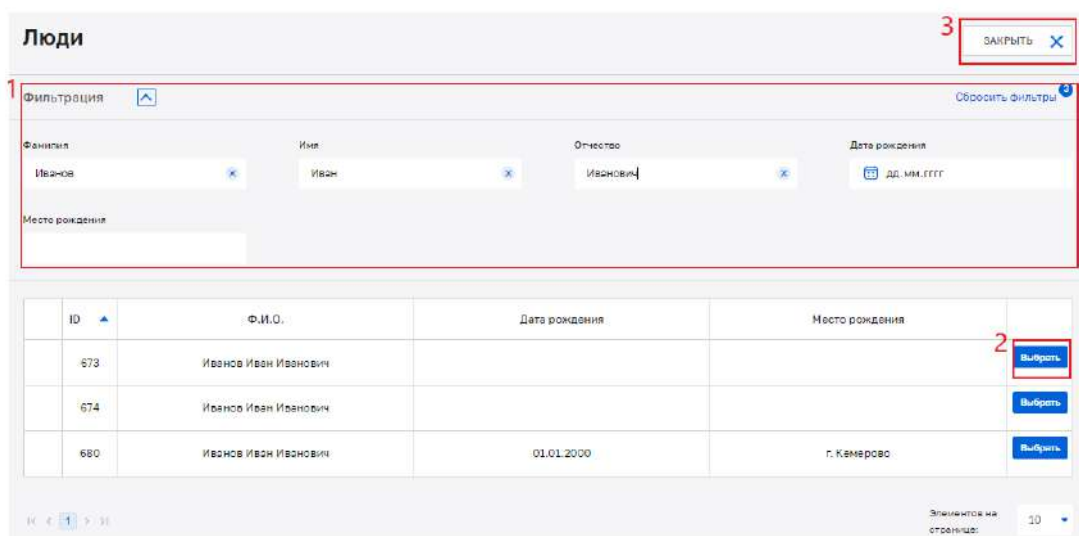 Люди
3
ЗАКРЫТЬ
1
Фильтрация
Сбросить фильтры 3
Фамилия Имя Отчество Дата рождения
Иванов Иван Иванович дд.мм.гггг
Место рождения
ID Ф.И.О. Дата рождения Место рождения
2
673 Иванов Иван Иванович Выбрать
674 Иванов Иван Иванович Выбрать
680 Иванов Иван Иванович 01.01.2000 г. Кемерово Выбрать
1
Элементов на
странице:
10